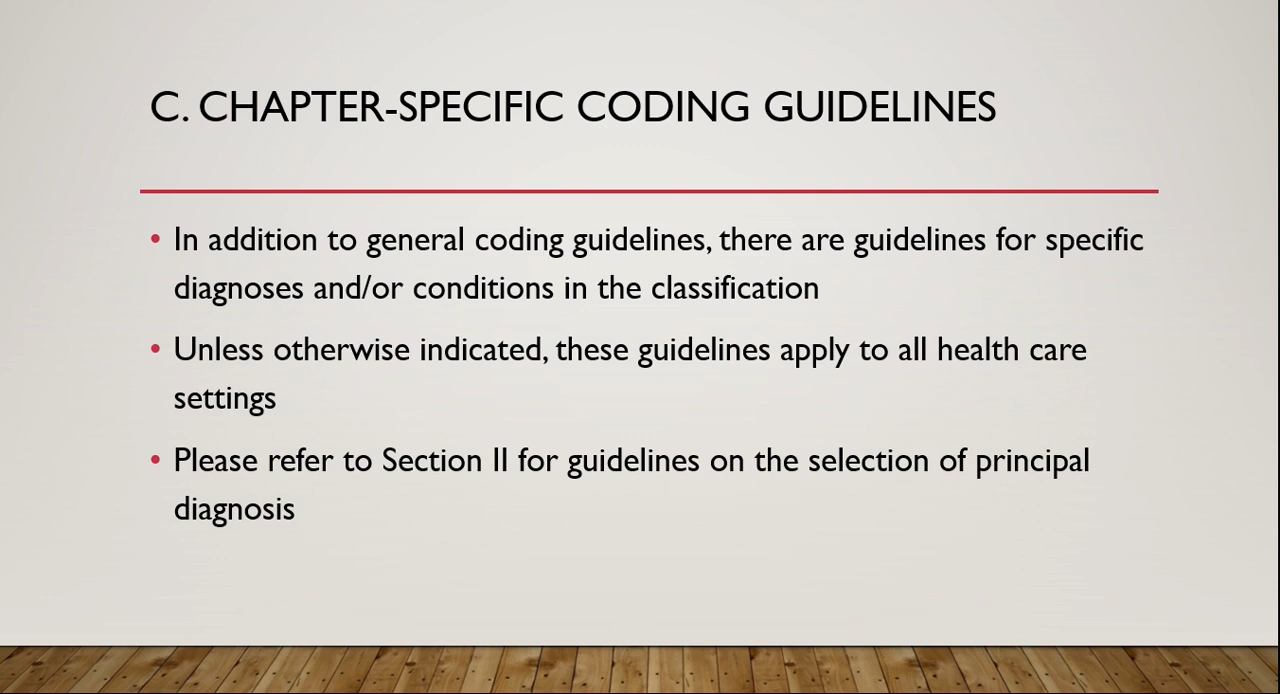 C. CHAPTER-SPECIFIC CODING GUIDELINES
• In addition to general coding guidelines, there are guidelines for specific
diagnoses and/or conditions in the classification
• Unless otherwise indicated, these guidelines apply to all health care
settings
• Please refer to Section II for guidelines on the selection of principal
diagnosis